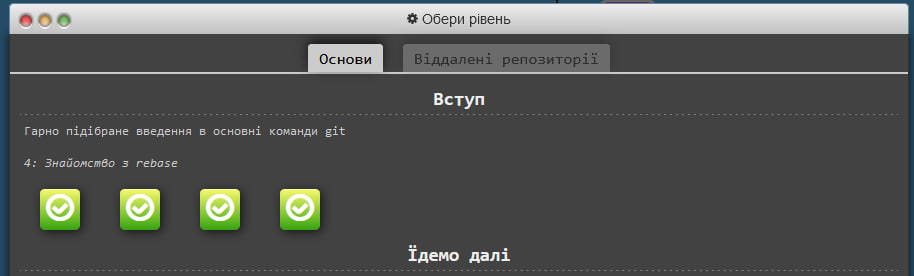 Обери рівень
Основи
Віддалені репозиторії
Вступ
Гарно підібране введення в основні команди git
4: Знайомство з rebase
Їдемо далі